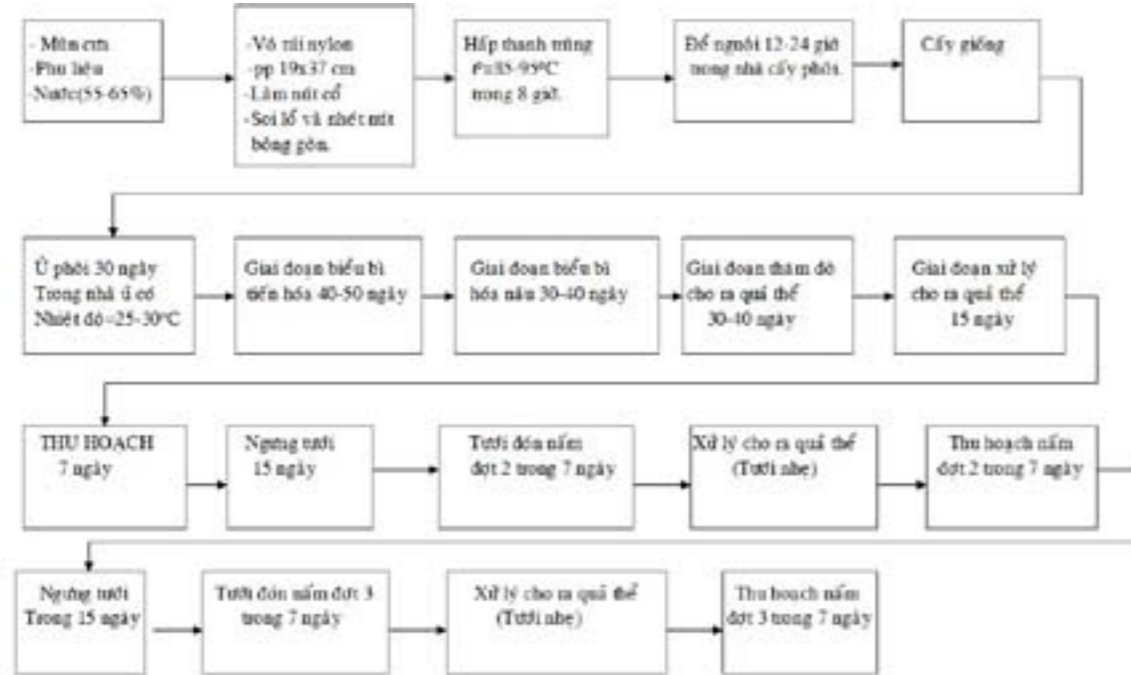 - Mùn cưa
-Phụ liệu
-Nước(55-65%)
-Vô túi nylon
-pp 19x37 cm
-Làm nút cổ
-Soi lổ và nhét nút
bông gòn.
Hấp thanh trùng
tº=85-95ºC
trong 8 giờ.
Để nguội 12-24 giờ
trong nhà cấy phôi.
Cấy giống
Ủ phôi 30 ngày
Trong nhà ủ có
Nhiệt độ=25-30ºC
Giai đoạn biểu bì
tiến hóa 40-50 ngày
Giai đoạn biểu bì
hóa nâu 30-40 ngày
Giai đoạn thăm dò
cho ra quả thể
30-40 ngày
Giai đoạn xử lý
cho ra quả thể
15 ngày
THU HOẠCH
7 ngày
Ngưng tưới
15 ngày
Tưới đón nấm
đợt 2 trong 7 ngày
Xử lý cho ra quả thể
(Tưới nhẹ)
Thu hoạch nấm
đợt 2 trong 7 ngày
Ngưng tưới
Trong 15 ngày
Tưới đón nấm đợt 3
trong 7 ngày
Xử lý cho ra quả thể
(Tưới nhẹ)
Thu hoạch nấm
đợt 3 trong 7 ngày